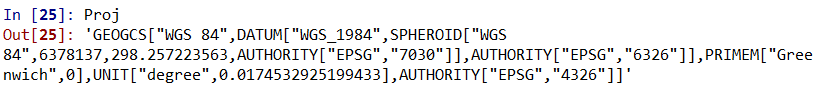 In [25]: Proj
Out[25]: 'GEOGCS["WGS 84",DATUM["WGS_1984",SPHEROID["WGS
84",6378137,298.257223563,AUTHORITY["EPSG","7030"]],AUTHORITY["EPSG","6326"]],PRIMEM["Gree
nwich",0],UNIT["degree",0.0174532925199433],AUTHORITY["EPSG","4326"]]'